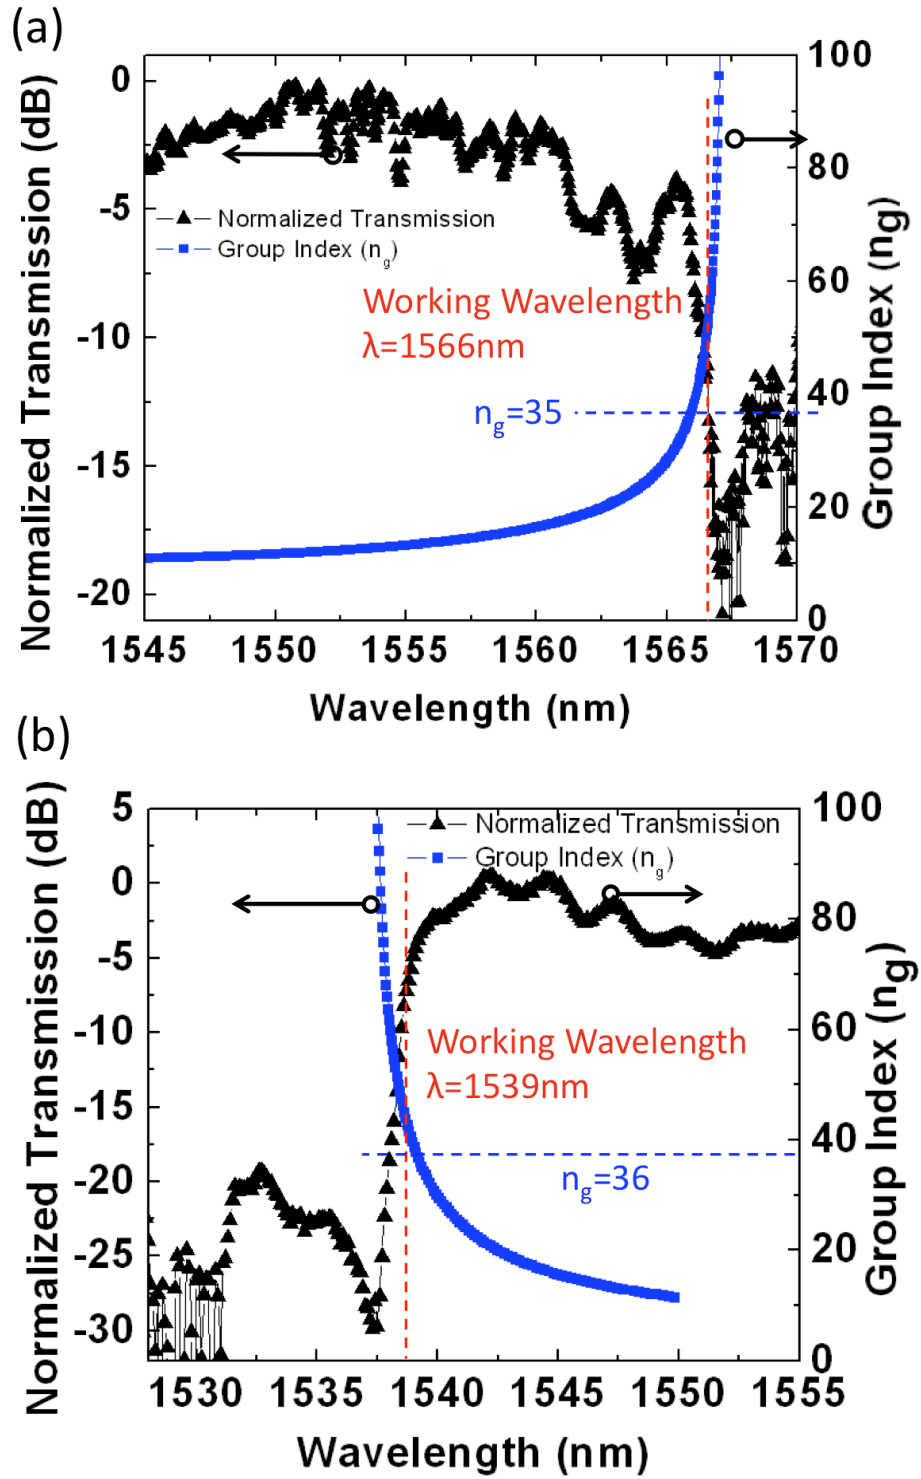 (a)
Normalized Transmission (dB)
0
-5
-10
-15
-20
100
80
60
40
20
0
Group Index (ng)
Normalized Transmission
Group Index (ng)
Working Wavelength
λ=1566nm
ng=35
1545 1550 1555 1560 1565 1570
Wavelength (nm)
(b)
Normalized Transmission (dB)
5
0
-5
-10
-15
-20
-25
-30
100
80
60
40
20
0
Group Index (ng)
Normalized Transmission
Group Index (ng)
Working Wavelength
λ=1539nm
ng=36
1530 1535 1540 1545 1550 1555
Wavelength (nm)